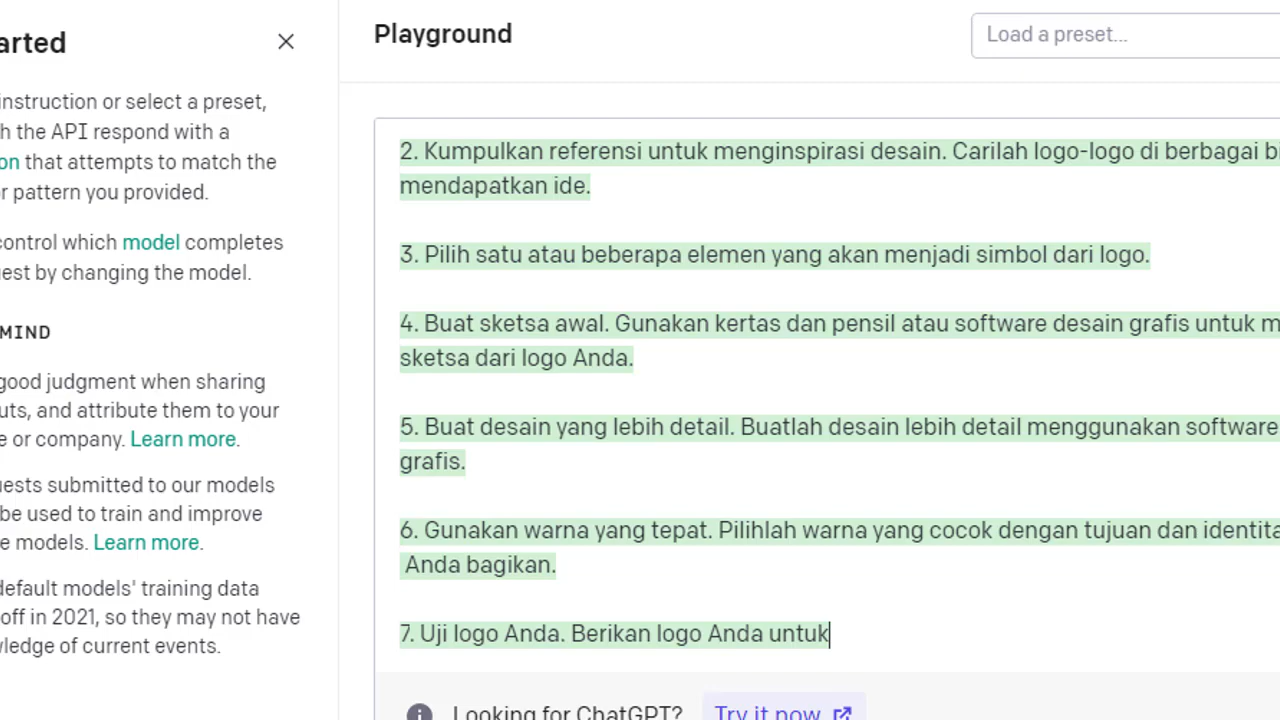 arted
instruction or select a preset,
h the API respond with a
on that attempts to match the
r pattern you provided.
control which model completes
est by changing the model.
MIND
good judgment when sharing
uts, and attribute them to your
e or company. Learn more.
ests submitted to our models
be used to train and improve
e models. Learn more.
default models' training data
off in 2021, so they may not have
ledge of current events.
Playground
Load a preset...
2. Kumpulkan referensi untuk menginspirasi desain. Carilah logo-logo di berbagai bi
mendapatkan ide.
3. Pilih satu atau beberapa elemen yang akan menjadi simbol dari logo.
4. Buat sketsa awal. Gunakan kertas dan pensil atau software desain grafis untuk m
sketsa dari logo Anda.
5. Buat desain yang lebih detail. Buatlah desain lebih detail menggunakan software
grafis.
6. Gunakan warna yang tepat. Pilihlah warna yang cocok dengan tujuan dan identita
Anda bagikan.
7. Uji logo Anda. Berikan logo Anda untuk
Looking for ChatGPT? Try it now